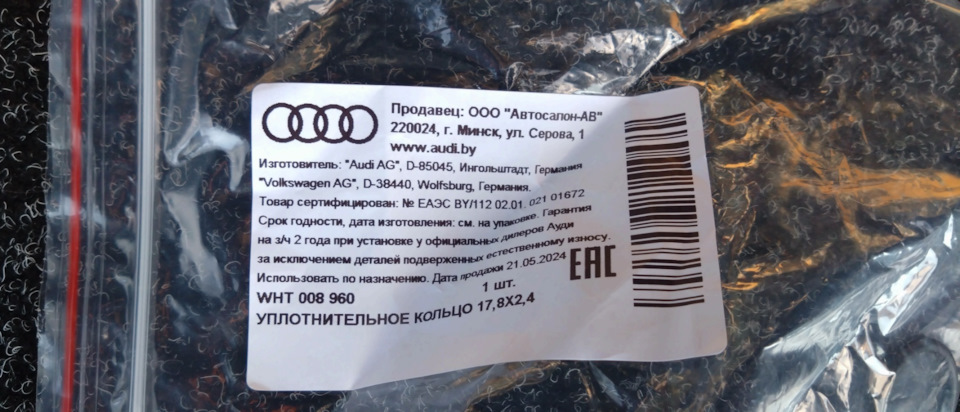 Продавец: ООО "Автосалон-АВ"
220024, г. Минск, ул. Серова, 1
www.audi.by
Изготовитель: "Audi AG", D-85045, Ингольштадт, Германия
"Volkswagen AG", D-38440, Wolfsburg, Германия.
Товар сертифицирован: № ЕАЭС BY/112 02.01. 021 01672
Срок годности, дата изготовления: см. на упаковке. Гарантия
на з/ч 2 года при установке у официальных дилеров Ауди
за исключением деталей подверженных естественному износу.
Использовать по назначению. Дата продажи 21.05.2024
EAC
1 шт.
WHT 008 960
УПЛОТНИТЕЛЬНОЕ КОЛЬЦО 17,8X2,4